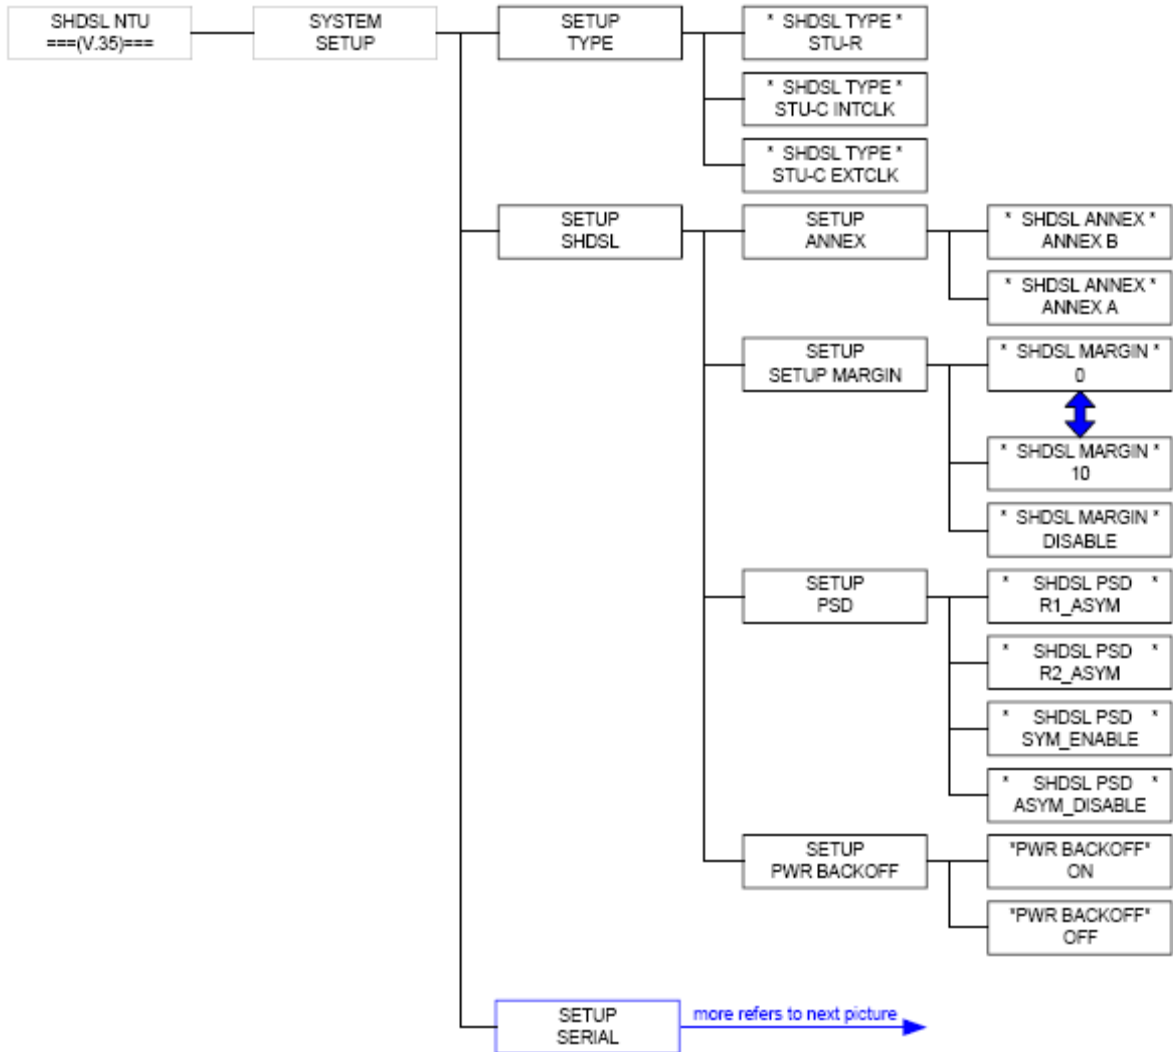 SHDSL NTU
===(V.35)===
SYSTEM
SETUP
SETUP
TYPE
* SHDSL TYPE *
STU-R
* SHDSL TYPE *
STU-C INTCLK
* SHDSL TYPE *
STU-C EXTCLK
SETUP
SHDSL
SETUP
ANNEX
* SHDSL ANNEX *
ANNEX B
* SHDSL ANNEX *
ANNEX A
SETUP
SETUP MARGIN
* SHDSL MARGIN *
0
* SHDSL MARGIN *
10
* SHDSL MARGIN *
DISABLE
SETUP
PSD
* SHDSL PSD *
R1_ASYM
* SHDSL PSD *
R2_ASYM
* SHDSL PSD *
SYM_ENABLE
* SHDSL PSD *
ASYM_DISABLE
SETUP
PWR BACKOFF
"PWR BACKOFF"
ON
"PWR BACKOFF"
OFF
SETUP
SERIAL
more refers to next picture